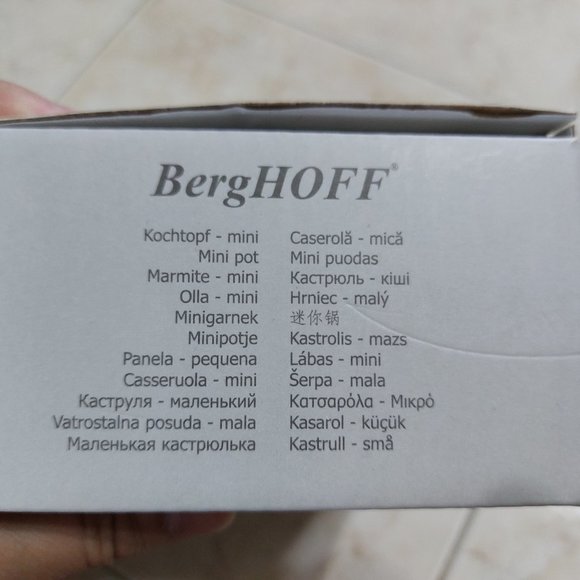 BergHOFF®
Kochtopf - mini
Mini pot
Marmite - mini
Olla - mini
Minigarnek
Minipotje
Panela - pequena
Casseruola - mini
Каструля - маленький
Vatrostalna posuda - mala
Маленькая кастрюлька
Caserolă - mică
Mini puodas
Кастрюль - кіші
Hrniec - malý
迷你锅
Kastrolis - mazs
Lábas - mini
Šerpa - mala
Κατσαρόλα - Μικρό
Kasarol - küçük
Kastrull - små